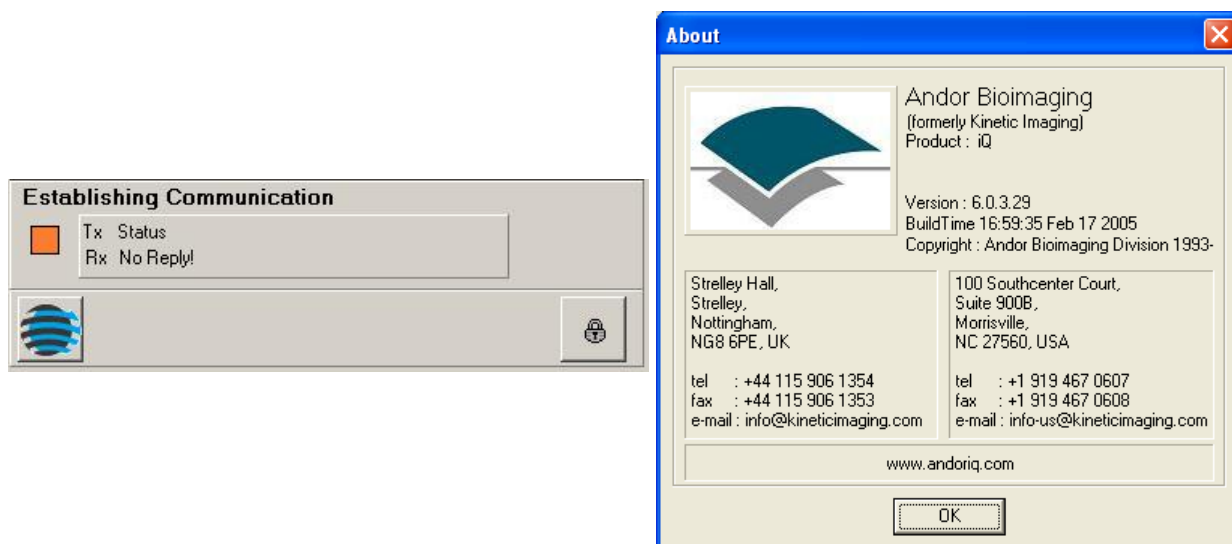 Establishing Communication
Tx Status
Rx No Reply!
About
Andor Bioimaging
(formerly Kinetic Imaging)
Product : iQ
Version : 6.0.3.29
BuildTime 16:59:35 Feb 17 2005
Copyright : Andor Bioimaging Division 1993-
Strelley Hall,
Strelley,
Nottingham,
NG8 6PE, UK
tel : +44 115 906 1354
fax : +44 115 906 1353
e-mail : info@kineticimaging.com
100 Southcenter Court,
Suite 900B,
Morrisville,
NC 27560, USA
tel : +1 919 467 0607
fax : +1 919 467 0608
e-mail : info-us@kineticimaging.com
www.andoriq.com
OK